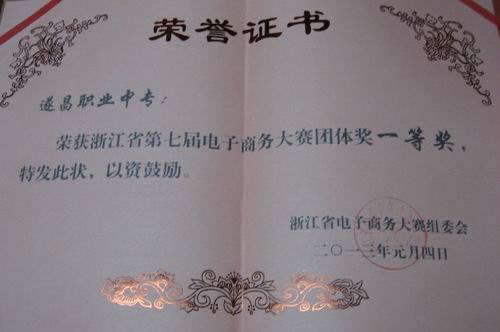 荣誉证书
遂昌职业中专：
荣获浙江省第七届电子商务大赛团体奖一等奖，
特发此状，以资鼓励。
浙江省电子商务大赛组委会
二〇一三年元月四日